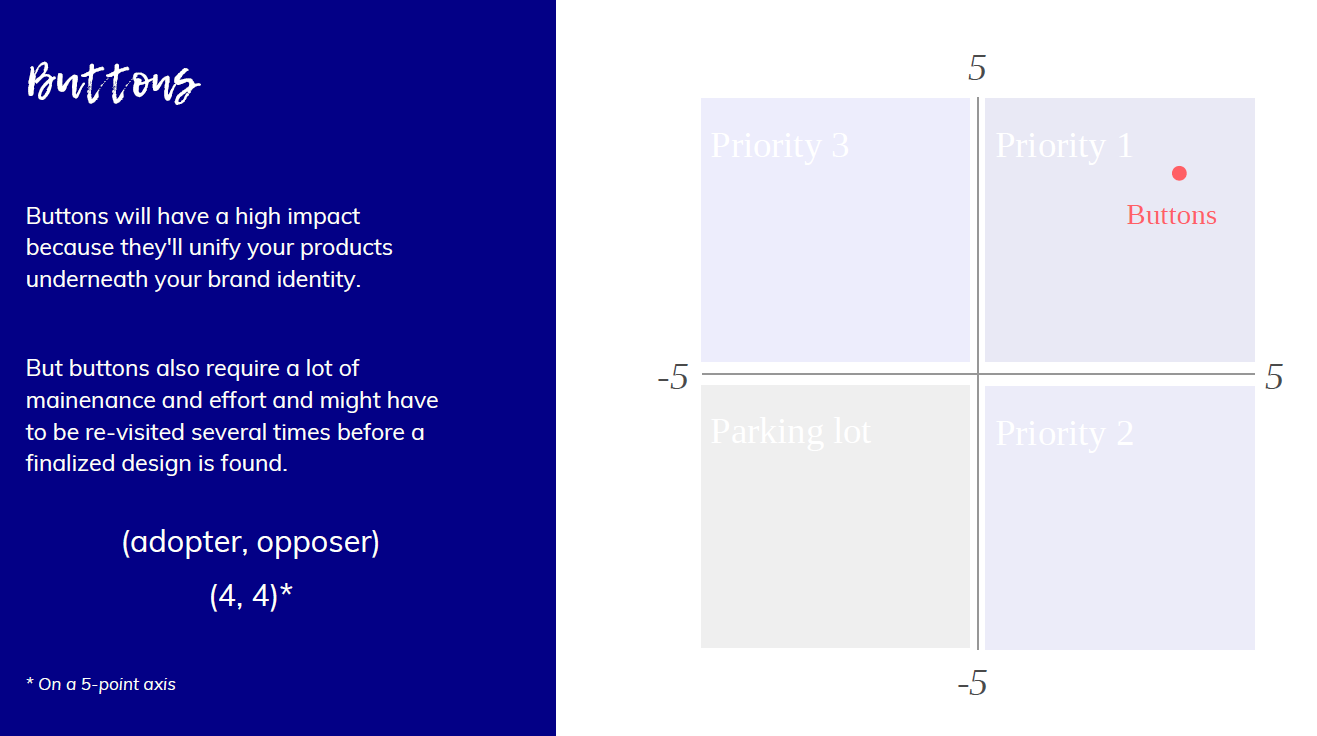 Buttons
Buttons will have a high impact
because they'll unify your products
underneath your brand identity.
But buttons also require a lot of
mainenance and effort and might have
to be re-visited several times before a
finalized design is found.
(adopter, opposer)
(4, 4)*
* On a 5-point axis
5
Priority 3
Priority 1
Buttons
-5
5
Parking lot
Priority 2
-5